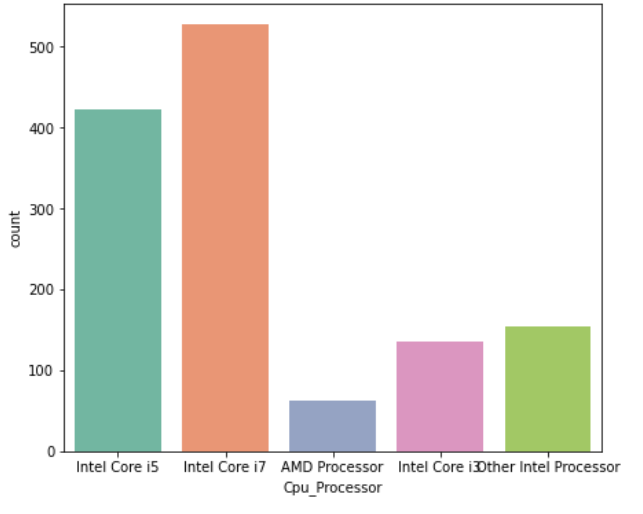 500
400
300
200
100
0
count
Intel Core i5 Intel Core i7 AMD Processor Intel Core i3 Other Intel Processor
Cpu_Processor